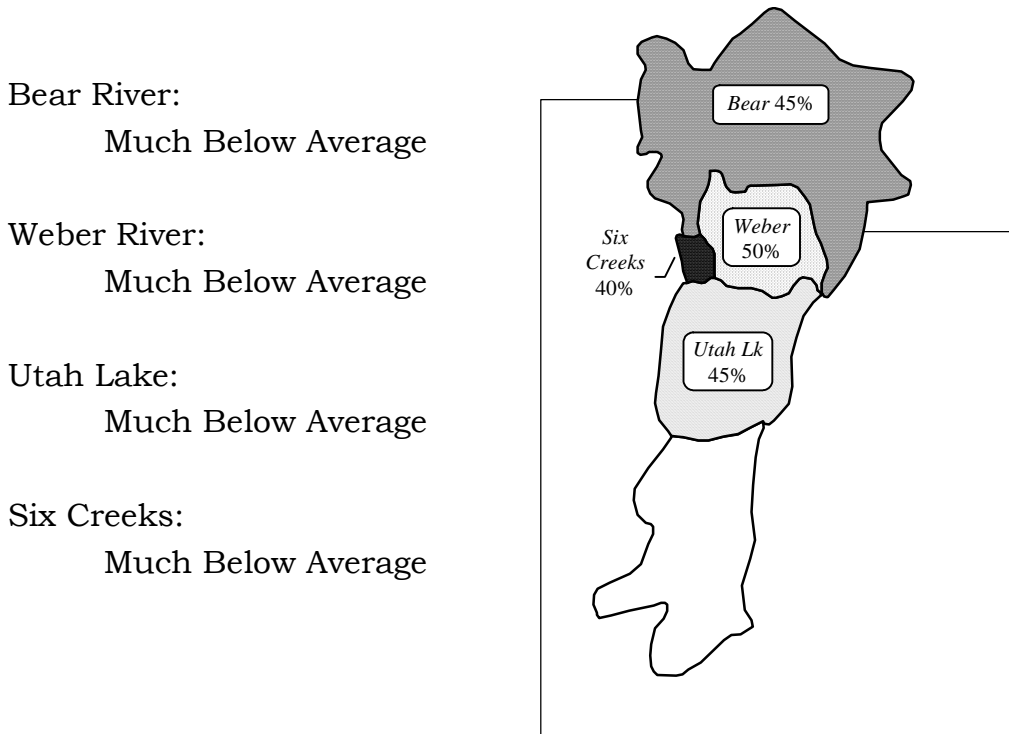 Bear River:
Much Below Average
Weber River:
Much Below Average
Utah Lake:
Much Below Average
Six Creeks:
Much Below Average
Bear 45%
Weber
50%
Six
Creeks
40%
Utah Lk
45%